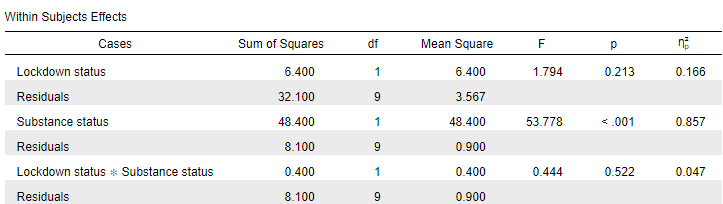 Within Subjects Effects
Cases Sum of Squares df Mean Square F p η²p
Lockdown status 6.400 1 6.400 1.794 0.213 0.166
Residuals 32.100 9 3.567
Substance status 48.400 1 48.400 53.778 < .001 0.857
Residuals 8.100 9 0.900
Lockdown status ✻ Substance status 0.400 1 0.400 0.444 0.522 0.047
Residuals 8.100 9 0.900